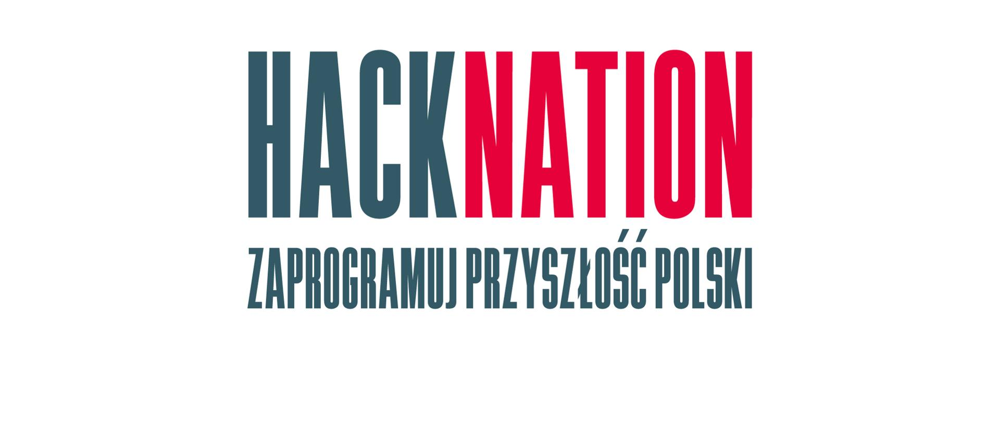 HACKNATION
ZAPROGRAMUJ PRZYSZŁOŚĆ POLSKI